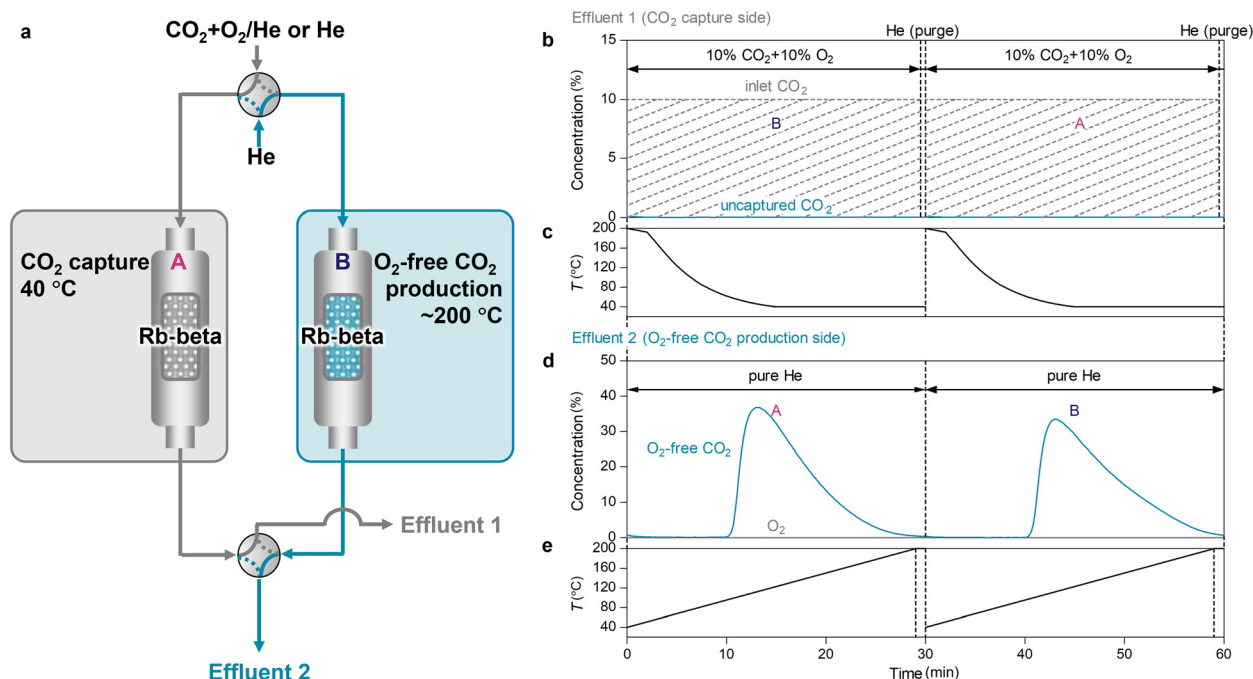 a
CO₂+O₂/He or He
He
CO₂ capture
40 °C
A
Rb-beta
B
O₂-free CO₂
production
~200 °C
Rb-beta
Effluent 1
Effluent 2
Effluent 1 (CO₂ capture side)
b
He (purge)
He (purge)
15
10
5
0
Concentration (%)
10% CO₂+10% O₂
10% CO₂+10% O₂
inlet CO₂
B
A
uncaptured CO₂
c
200
160
120
80
40
T (°C)
Effluent 2 (O₂-free CO₂ production side)
d
50
40
30
20
10
0
Concentration (%)
pure He
pure He
A
B
O₂-free CO₂
O₂
e
200
160
120
80
40
T (°C)
0
10
20
30
40
50
60
Time (min)